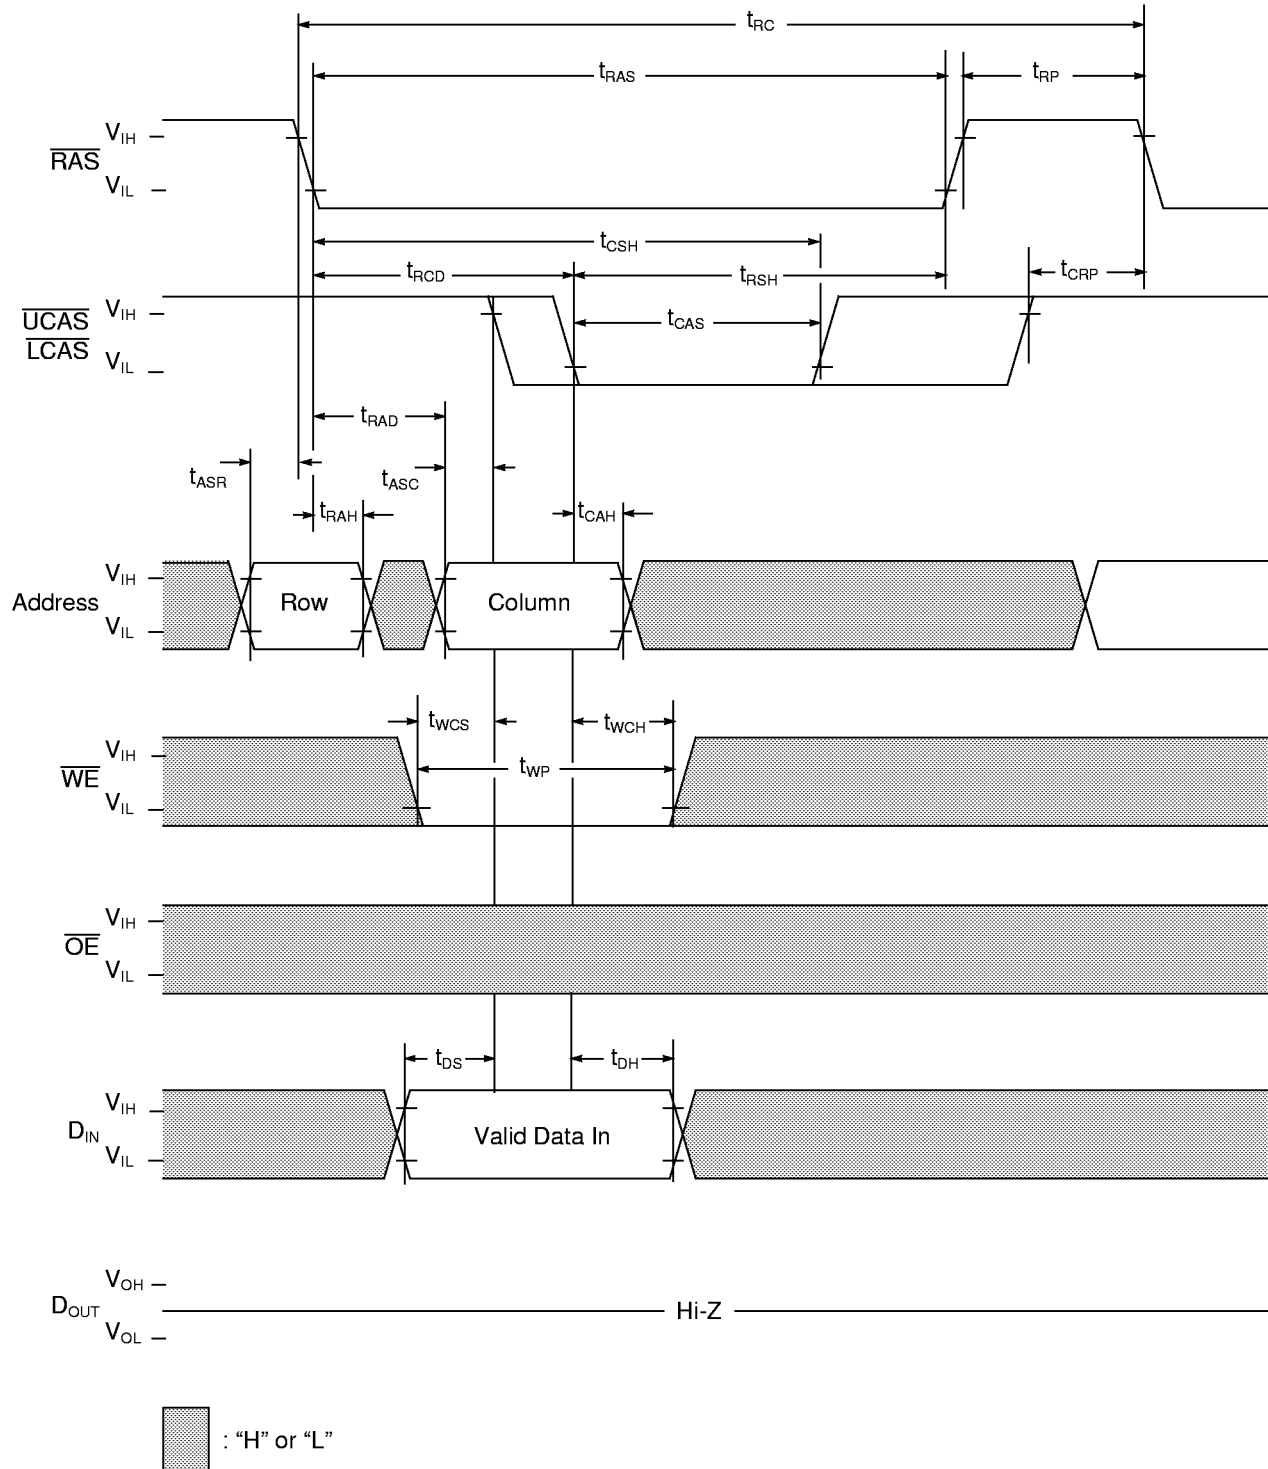 tRC
tRAS
tRP
VIH
RAS
VIL
tCSH
tRCD
tRSH
tCRP
VIH
UCAS
tCAS
LCAS
VIL
tRAD
tASR
tASC
tRAH
tCAH
VIH
Address
Row
Column
VIL
tWCS
tWCH
VIH
WE
tWP
VIL
VIH
OE
VIL
tDS
tDH
VIH
DIN
Valid Data In
VIL
VOH
DOUT
Hi-Z
VOL
: “H” or “L”